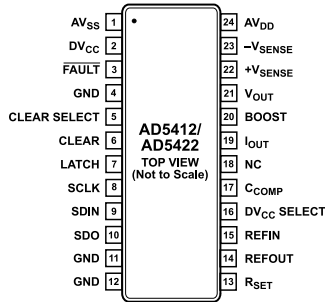 AVSS 1
DVCC 2
FAULT 3
GND 4
CLEAR SELECT 5
CLEAR 6
LATCH 7
SCLK 8
SDIN 9
SDO 10
GND 11
GND 12
AD5412/
AD5422
TOP VIEW
(Not to Scale)
24 AVDD
23 –VSENSE
22 +VSENSE
21 VOUT
20 BOOST
19 IOUT
18 NC
17 CCOMP
16 DVCC SELECT
15 REFIN
14 REFOUT
13 RSET